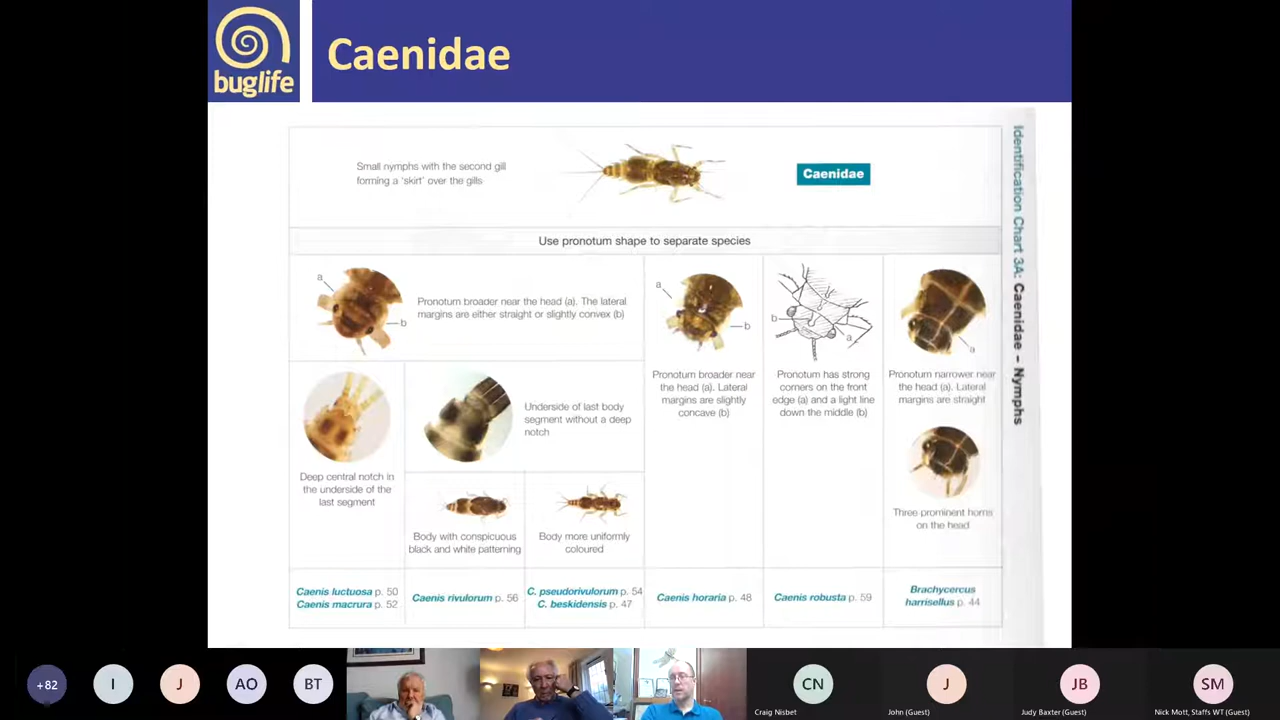 buglife
Caenidae
Small nymphs with the second gill
forming a 'skirt' over the gills
Caenidae
Identification Chart 3A: Caenidae – Nymphs
Use pronotum shape to separate species
a
b
Pronotum broader near the head (a). The lateral
margins are either straight or slightly convex (b)
a
b
Pronotum broader near
the head (a). Lateral
margins are slightly
concave (b)
b
a
Pronotum has strong
corners on the front
edge (a) and a light line
down the middle (b)
a
Pronotum narrower near
the head (a). Lateral
margins are straight
Deep central notch in
the underside of the
last segment
Underside of last body
segment without a deep
notch
Body with conspicuous
black and white patterning
Body more uniformly
coloured
Three prominent horns
on the head
Caenis luctuosa p. 50
Caenis macrura p. 52
Caenis rivulorum p. 56
C. pseudorivulorum p. 54
C. beskidensis p. 47
Caenis horaria p. 48
Caenis robusta p. 59
Brachycercus
harrisellus p. 44
+82
I
J
AO
BT
CN
Craig Nisbet
J
John (Guest)
JB
Judy Baxter (Guest)
SM
Nick Mott, Staffs WT (Guest)